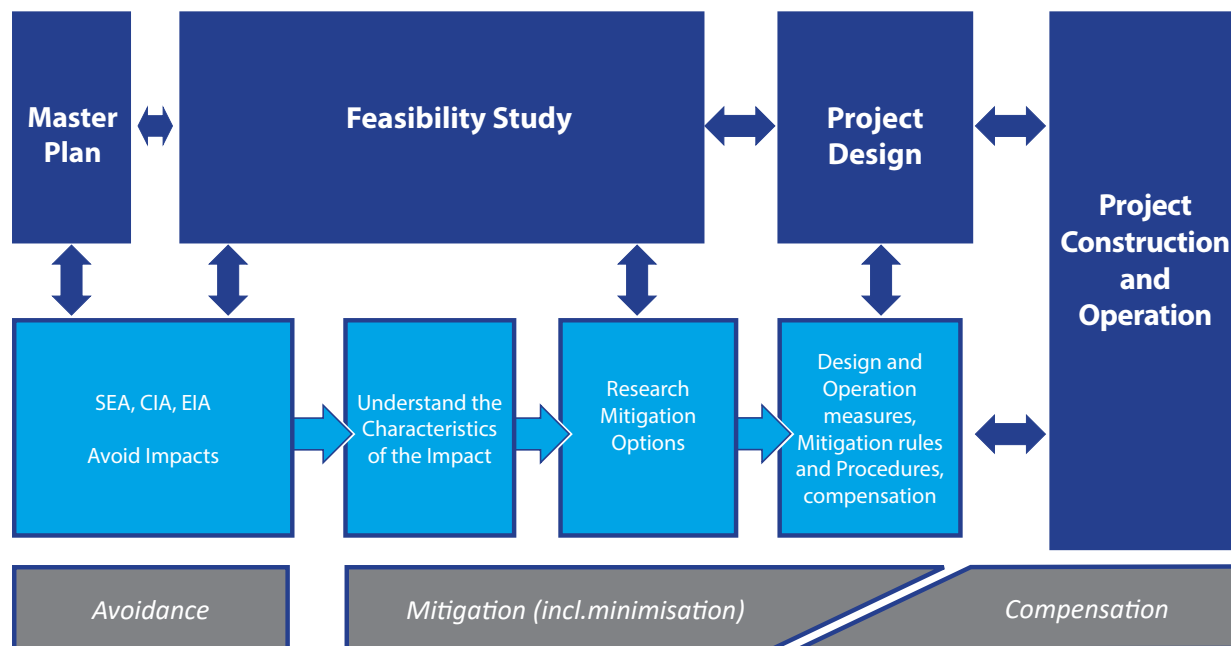 Master
Plan
Feasibility Study
Project
Design
Project
Construction
and
Operation
SEA, CIA, EIA
Avoid Impacts
Understand the
Characteristics
of the Impact
Research
Mitigation
Options
Design and
Operation
measures,
Mitigation rules
and Procedures,
compensation
Avoidance
Mitigation (incl.minimisation)
Compensation